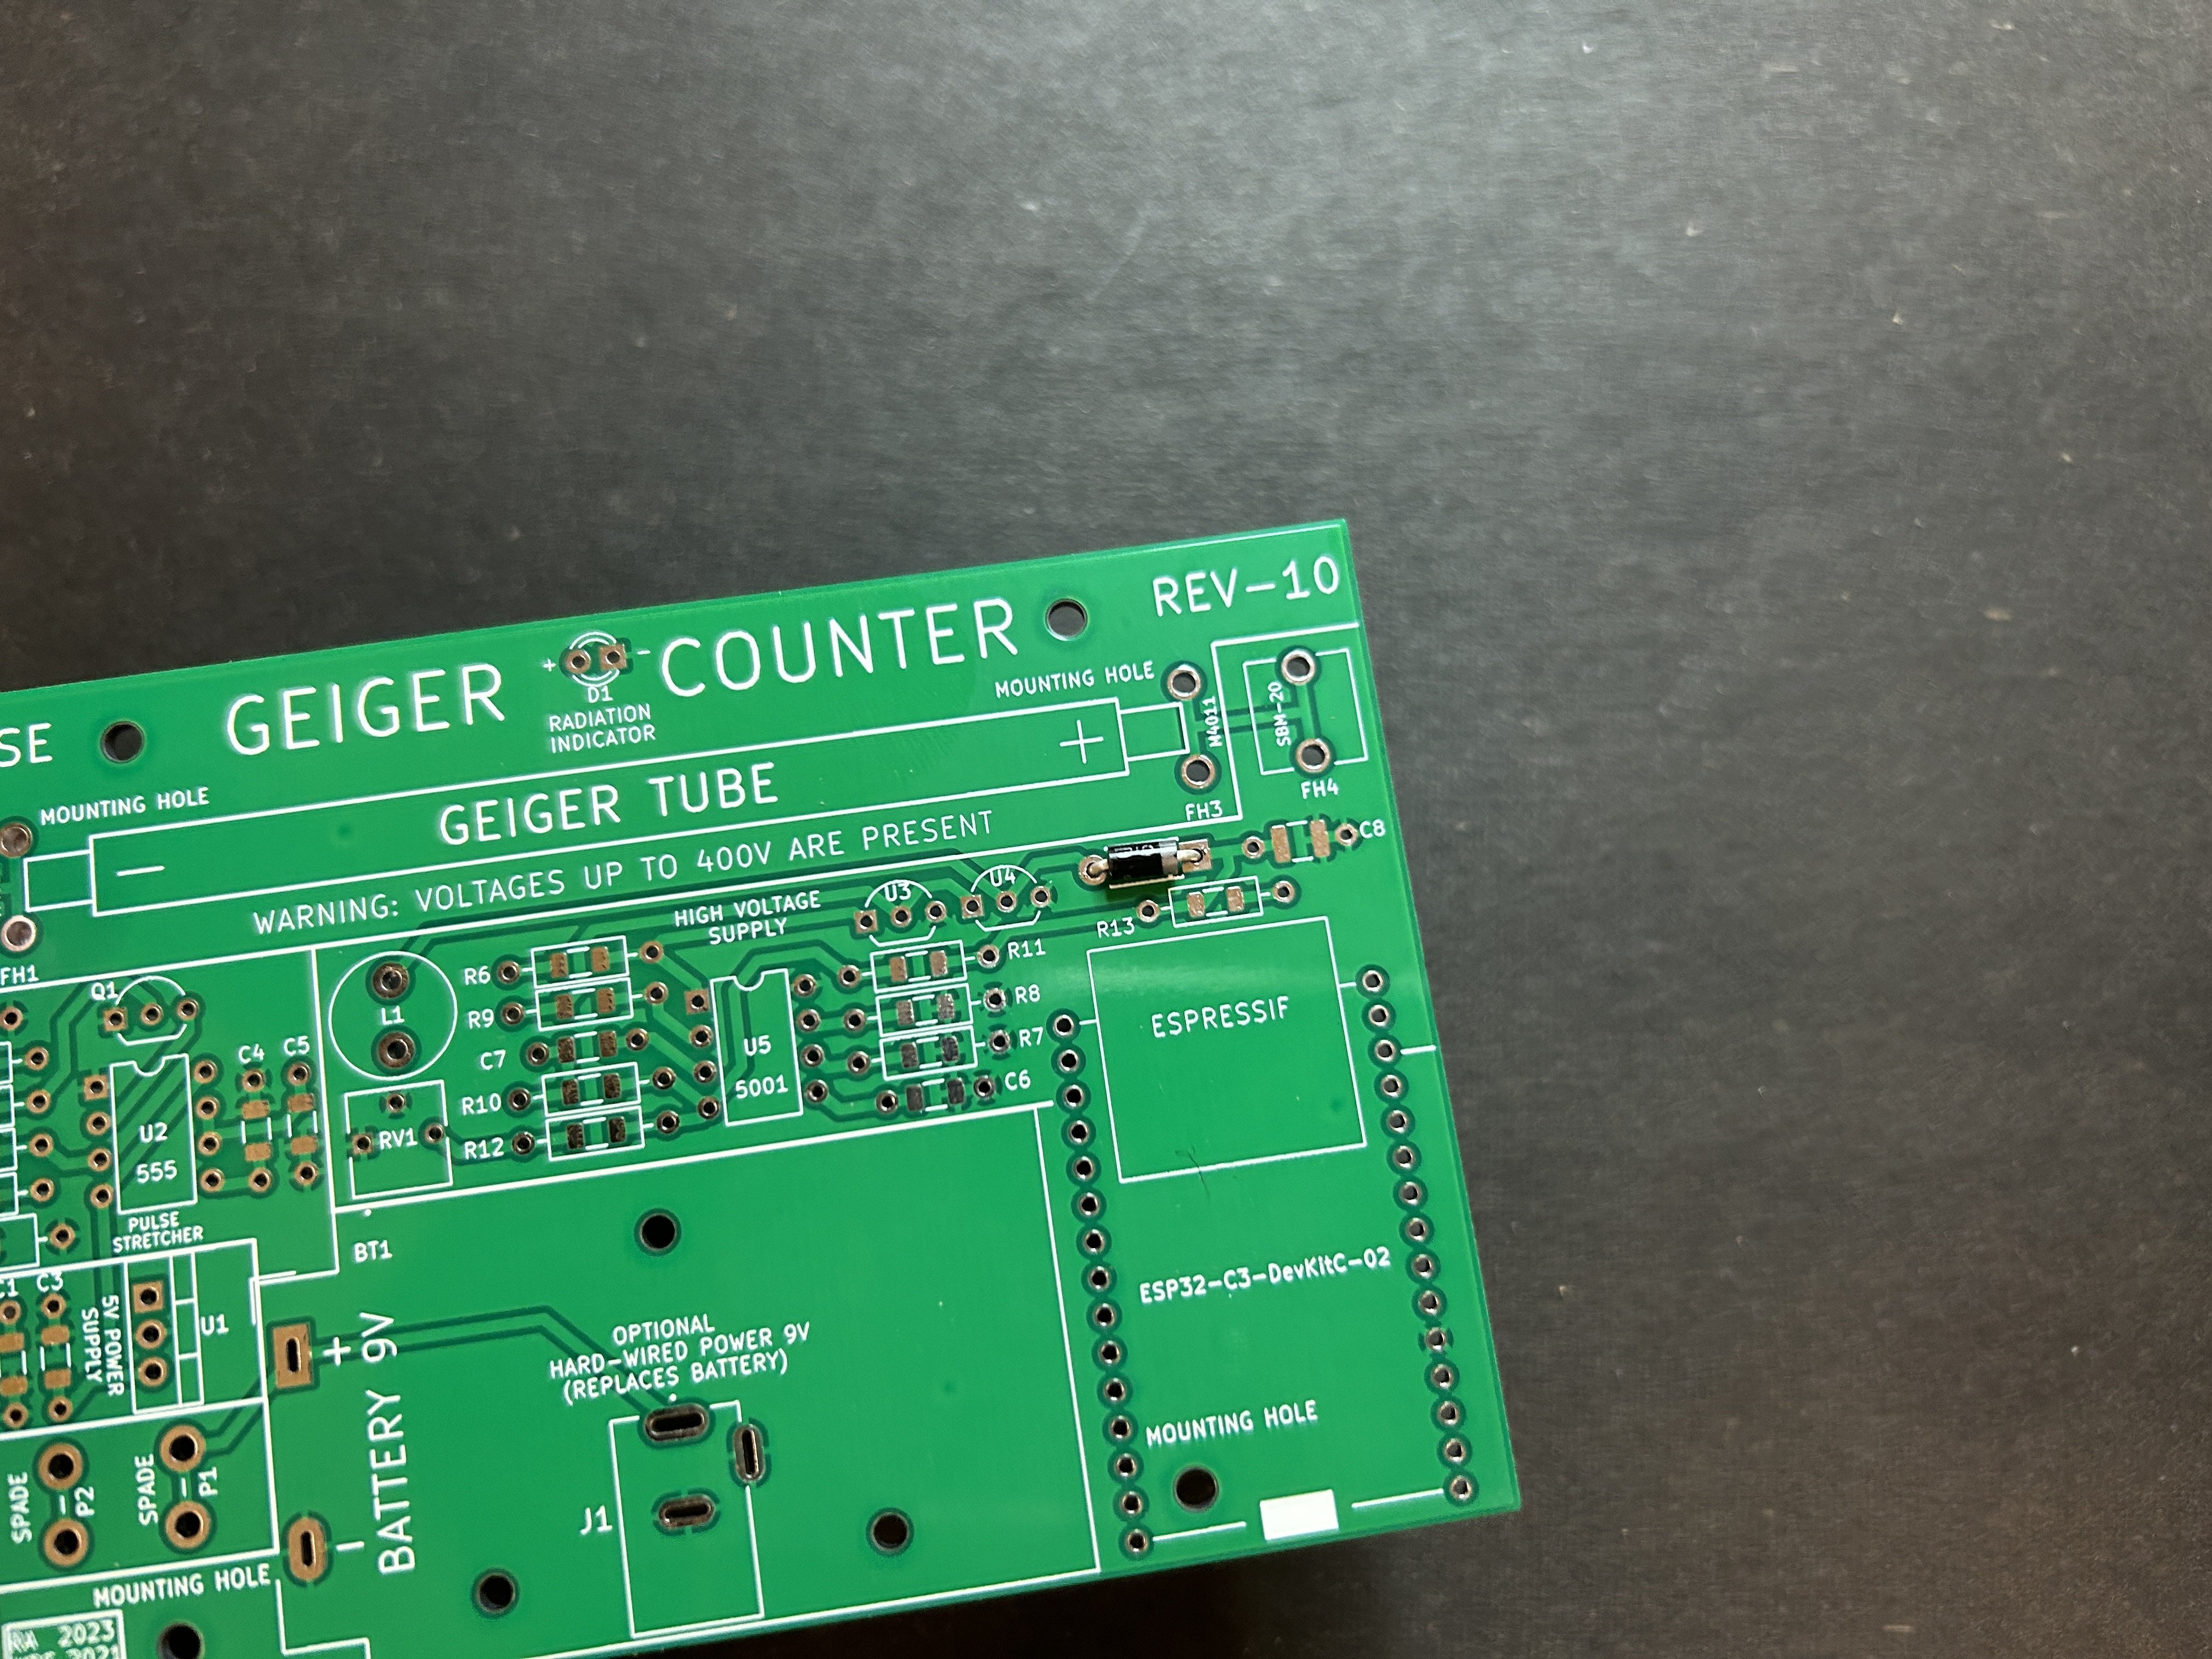 SE
GEIGER COUNTER
REV-10
MOUNTING HOLE
FH1
GEIGER TUBE
-
+
WARNING: VOLTAGES UP TO 400V ARE PRESENT
+
D1
-
RADIATION
INDICATOR
MOUNTING HOLE
FH3
M4011
SBM-20
FH4
2023
MOUNTING HOLE
SPADE
-
P2
SPADE
-
P1
C3
5V POWER
SUPPLY
U1
PULSE
STRETCHER
U2
555
Q1
C4
C5
-
+
BATTERY 9V
BT1
RV1
L1
R12
R10
C7
R9
R6
J1
OPTIONAL
HARD-WIRED POWER 9V
(REPLACES BATTERY)
HIGH VOLTAGE
SUPPLY
U5
5001
U3
U4
C6
R7
R8
R11
R13
C8
ESPRESSIF
ESP32-C3-DevKitC-02
MOUNTING HOLE